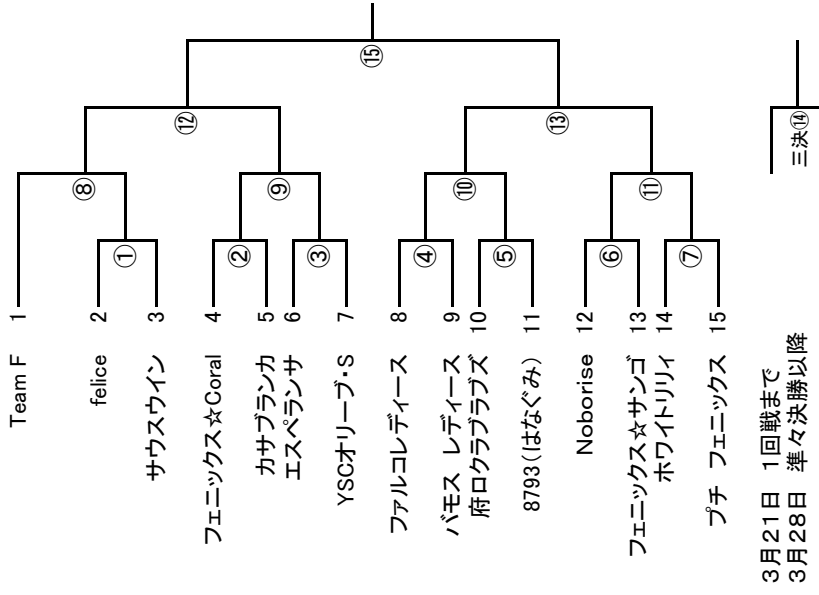 ⑮
⑫
⑬
⑧
⑨
⑩
⑪
三決⑭
①
②
③
④
⑤
⑥
⑦
Team F 1
felice 2
サウスウイン 3
フェニックス☆Coral 4
カサブランカ 5
エスペランサ 6
YSCオリーブ・S 7
ファルコレディース 8
バモス レディース 9
府ロクラブラブズ 10
8793(はなぐみ) 11
Noborise 12
フェニックス☆サンゴ 13
ホワイトリリィ 14
プチ フェニックス 15
3月21日 1回戦まで
3月28日 準々決勝以降